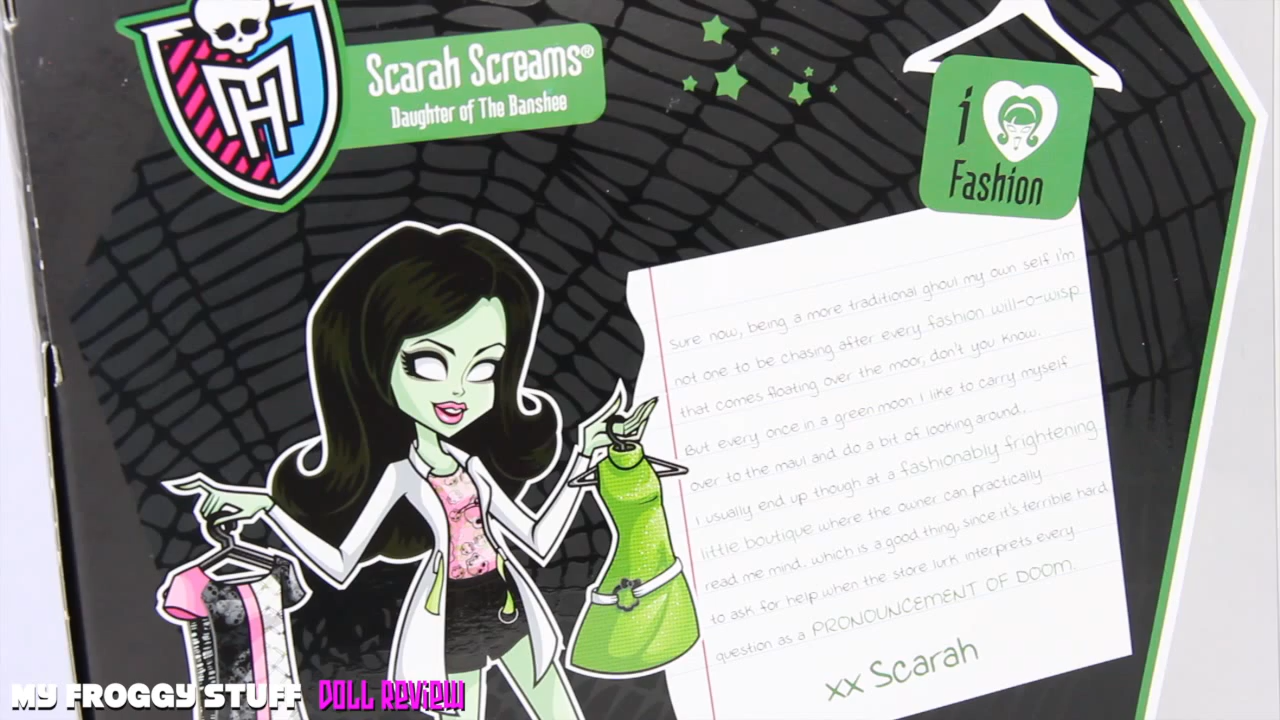 Scarah Screams®
Daughter of The Banshee
i
Fashion
sure now, being a more traditional ghoul my own self i'm
not one to be chasing after every fashion will-o-wisp
that comes floating over the moor, don't you know.
But every once in a green moon I like to carry myself
over to the maul and do a bit of looking around.
I usually end up though at a fashionably frightening
little boutique where the owner can practically
read me mind, which is a good thing, since it's terrible hard
to ask for help when the store lurk interprets every
question as a PRONOUNCEMENT OF DOOM.
xx Scarah
MY FROGGY STUFF DOLL REVIEW